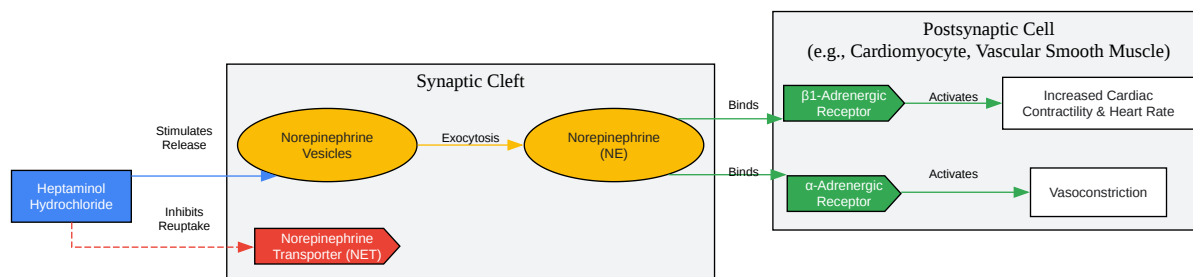 Postsynaptic Cell
(e.g., Cardiomyocyte, Vascular Smooth Muscle)
Synaptic Cleft
Heptaminol
Hydrochloride
Stimulates
Release
Inhibits
Reuptake
Norepinephrine
Vesicles
Exocytosis
Norepinephrine
(NE)
Norepinephrine
Transporter (NET)
Binds
Binds
β1-Adrenergic
Receptor
Activates
Increased Cardiac
Contractility & Heart Rate
α-Adrenergic
Receptor
Activates
Vasoconstriction